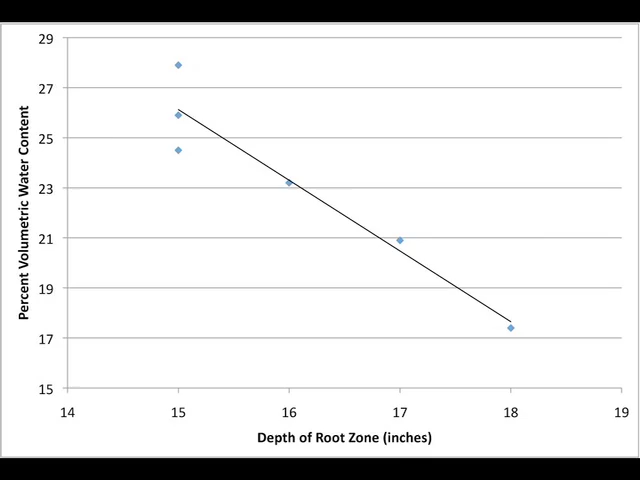 29
27
25
23
21
19
17
15
14 15 16 17 18 19
Percent Volumetric Water Content
Depth of Root Zone (inches)